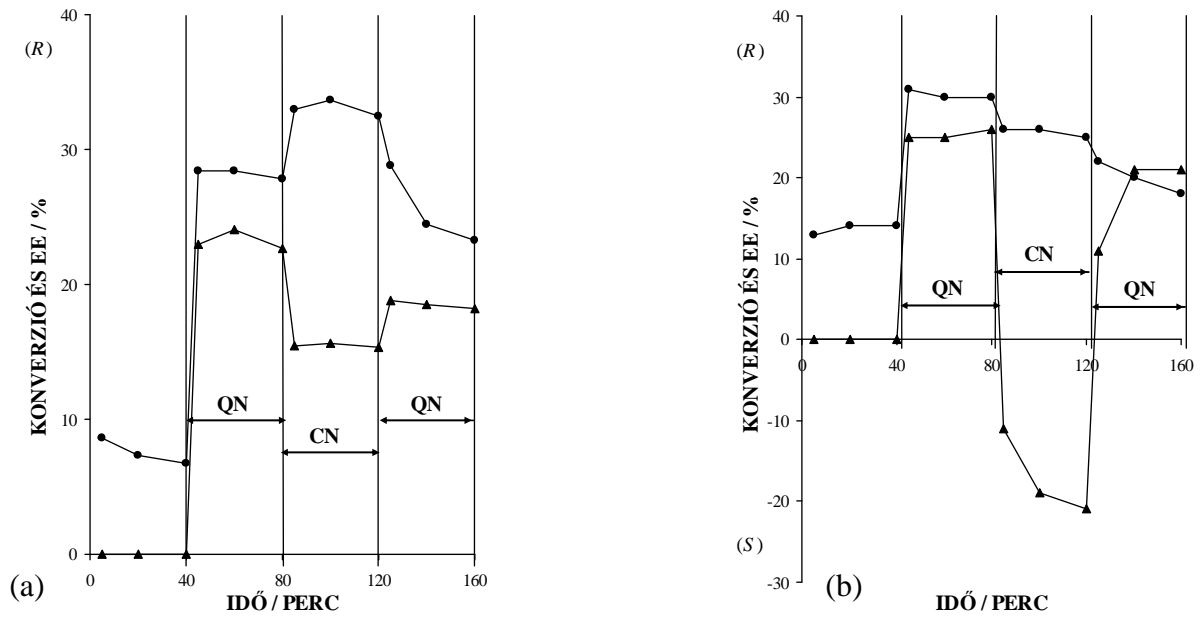 40
(R)
30
20
10
0
KONVERZIÓ ÉS EE / %
QN
CN
QN
0
40
80
120
160
(a)
IDŐ / PERC
40
(R)
30
20
10
0
-10
-20
(S)
-30
KONVERZIÓ ÉS EE / %
QN
CN
QN
0
40
80
120
160
(b)
IDŐ / PERC